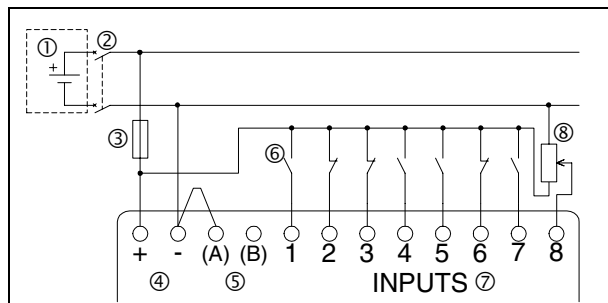 ① ②
+
③ ⑥ ⑧
+ - (A) (B) 1 2 3 4 5 6 7 8
④ ⑤ INPUTS ⑦